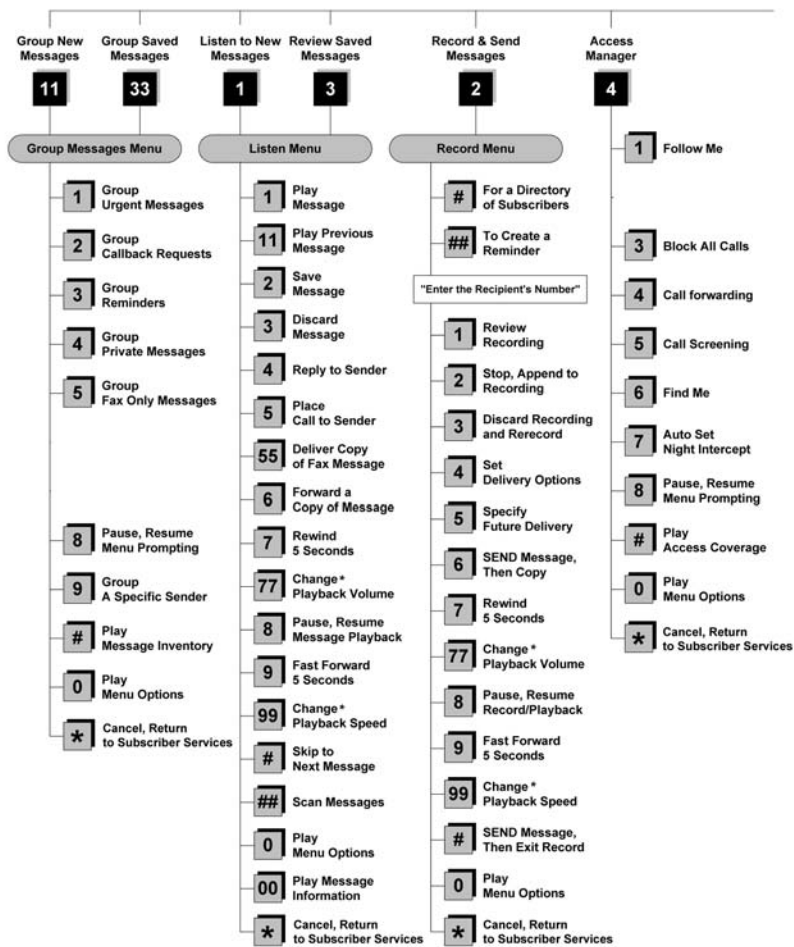 Group New
Messages
11
Group Saved
Messages
33
Listen to New
Messages
1
Review Saved
Messages
3
Record & Send
Messages
2
Access
Manager
4
Group Messages Menu
1 Group
Urgent Messages
2 Group
Callback Requests
3 Group
Reminders
4 Group
Private Messages
5 Group
Fax Only Messages
8 Pause, Resume
Menu Prompting
9 Group
A Specific Sender
# Play
Message Inventory
0 Play
Menu Options
* Cancel, Return
to Subscriber Services
Listen Menu
1 Play
Message
11 Play Previous
Message
2 Save
Message
3 Discard
Message
4 Reply to Sender
5 Place
Call to Sender
55 Deliver Copy
of Fax Message
6 Forward a
Copy of Message
7 Rewind
5 Seconds
77 Change*
Playback Volume
8 Pause, Resume
Message Playback
9 Fast Forward
5 Seconds
99 Change*
Playback Speed
# Skip to
Next Message
## Scan Messages
0 Play
Menu Options
00 Play Message
Information
* Cancel, Return
to Subscriber Services
Record Menu
# For a Directory
of Subscribers
## To Create a
Reminder
"Enter the Recipient's Number"
1 Review
Recording
2 Stop, Append to
Recording
3 Discard Recording
and Rerecord
4 Set
Delivery Options
5 Specify
Future Delivery
6 SEND Message,
Then Copy
7 Rewind
5 Seconds
77 Change*
Playback Volume
8 Pause, Resume
Record/Playback
9 Fast Forward
5 Seconds
99 Change*
Playback Speed
# SEND Message,
Then Exit Record
0 Play
Menu Options
* Cancel, Return
to Subscriber Services
1 Follow Me
3 Block All Calls
4 Call forwarding
5 Call Screening
6 Find Me
7 Auto Set
Night Intercept
8 Pause, Resume
Menu Prompting
# Play
Access Coverage
0 Play
Menu Options
* Cancel, Return
to Subscriber Services